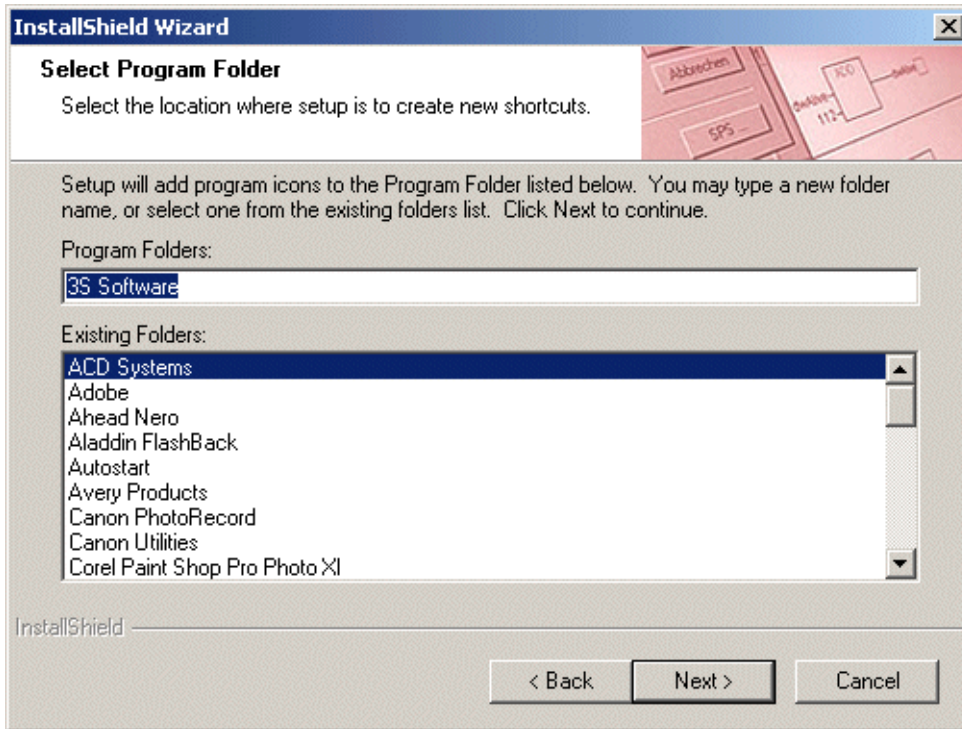 InstallShield Wizard
Select Program Folder
Select the location where setup is to create new shortcuts.
Abbrechen
SPS ...
ADD
112
Setup will add program icons to the Program Folder listed below. You may type a new folder
name, or select one from the existing folders list. Click Next to continue.
Program Folders:
3S Software
Existing Folders:
ACD Systems
Adobe
Ahead Nero
Aladdin FlashBack
Autostart
Avery Products
Canon PhotoRecord
Canon Utilities
Corel Paint Shop Pro Photo XI
InstallShield
< Back
Next >
Cancel